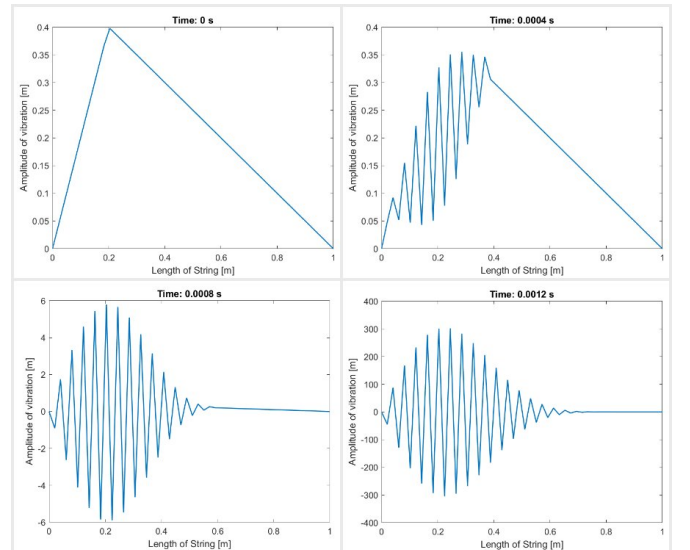 Time: 0 s
Amplitude of vibration [m]
0.4
0.35
0.3
0.25
0.2
0.15
0.1
0.05
0
0 0.2 0.4 0.6 0.8 1
Length of String [m]
Time: 0.0004 s
Amplitude of vibration [m]
0.4
0.35
0.3
0.25
0.2
0.15
0.1
0.05
0
0 0.2 0.4 0.6 0.8 1
Length of String [m]
Time: 0.0008 s
Amplitude of vibration [m]
6
4
2
0
-2
-4
-6
0 0.2 0.4 0.6 0.8 1
Length of String [m]
Time: 0.0012 s
Amplitude of vibration [m]
400
300
200
100
0
-100
-200
-300
-400
0 0.2 0.4 0.6 0.8 1
Length of String [m]